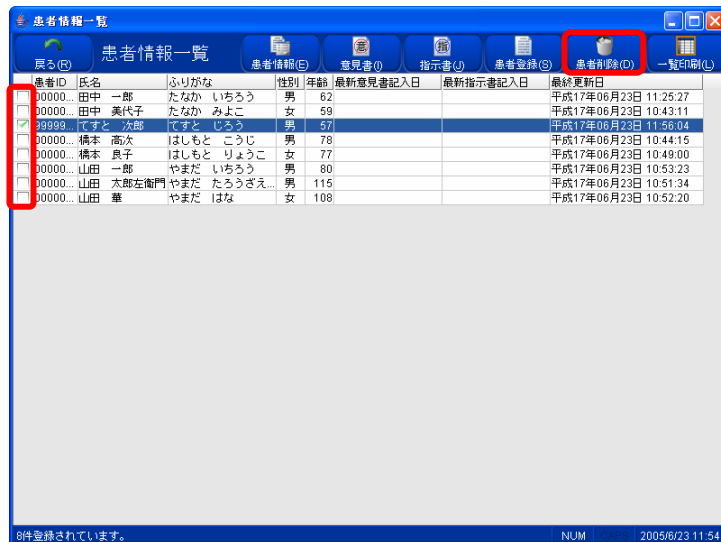 患者情報一覧
戻る(R) 患者情報一覧 患者情報(E) 意 意見書(I) 指 指示書(J) 患者登録(S) 患者削除(D) 一覧印刷(L)
患者ID 氏名 ふりがな 性別 年齢 最新意見書記入日 最新指示書記入日 最終更新日
00000... 田中 一郎 たなか いちろう 男 62 平成17年06月23日 11:25:27
00000... 田中 美代子 たなか みよこ 女 59 平成17年06月23日 10:43:11
99999... てすと 次郎 てすと じろう 男 57 平成17年06月23日 11:56:04
00000... 橋本 高次 はしもと こうじ 男 78 平成17年06月23日 10:44:15
00000... 橋本 良子 はしもと りょうこ 女 77 平成17年06月23日 10:49:00
00000... 山田 一郎 やまだ いちろう 男 80 平成17年06月23日 10:53:23
00000... 山田 太郎左衛門 やまだ たろうざえ... 男 115 平成17年06月23日 10:51:34
00000... 山田 華 やまだ はな 女 108 平成17年06月23日 10:52:20
8件登録されています。 NUM CAPS 2005/6/23 11:54